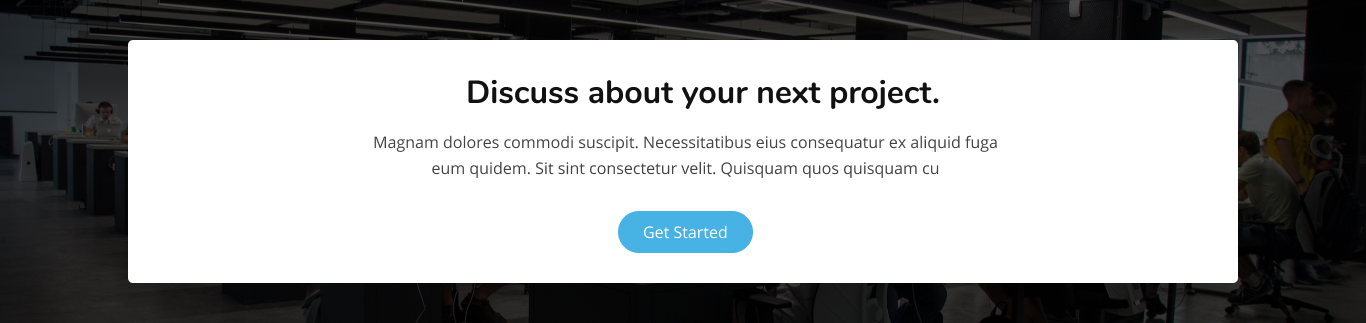 Discuss about your next project.
Magnam dolores commodi suscipit. Necessitatibus eius consequatur ex aliquid fuga
eum quidem. Sit sint consectetur velit. Quisquam quos quisquam cu
Get Started